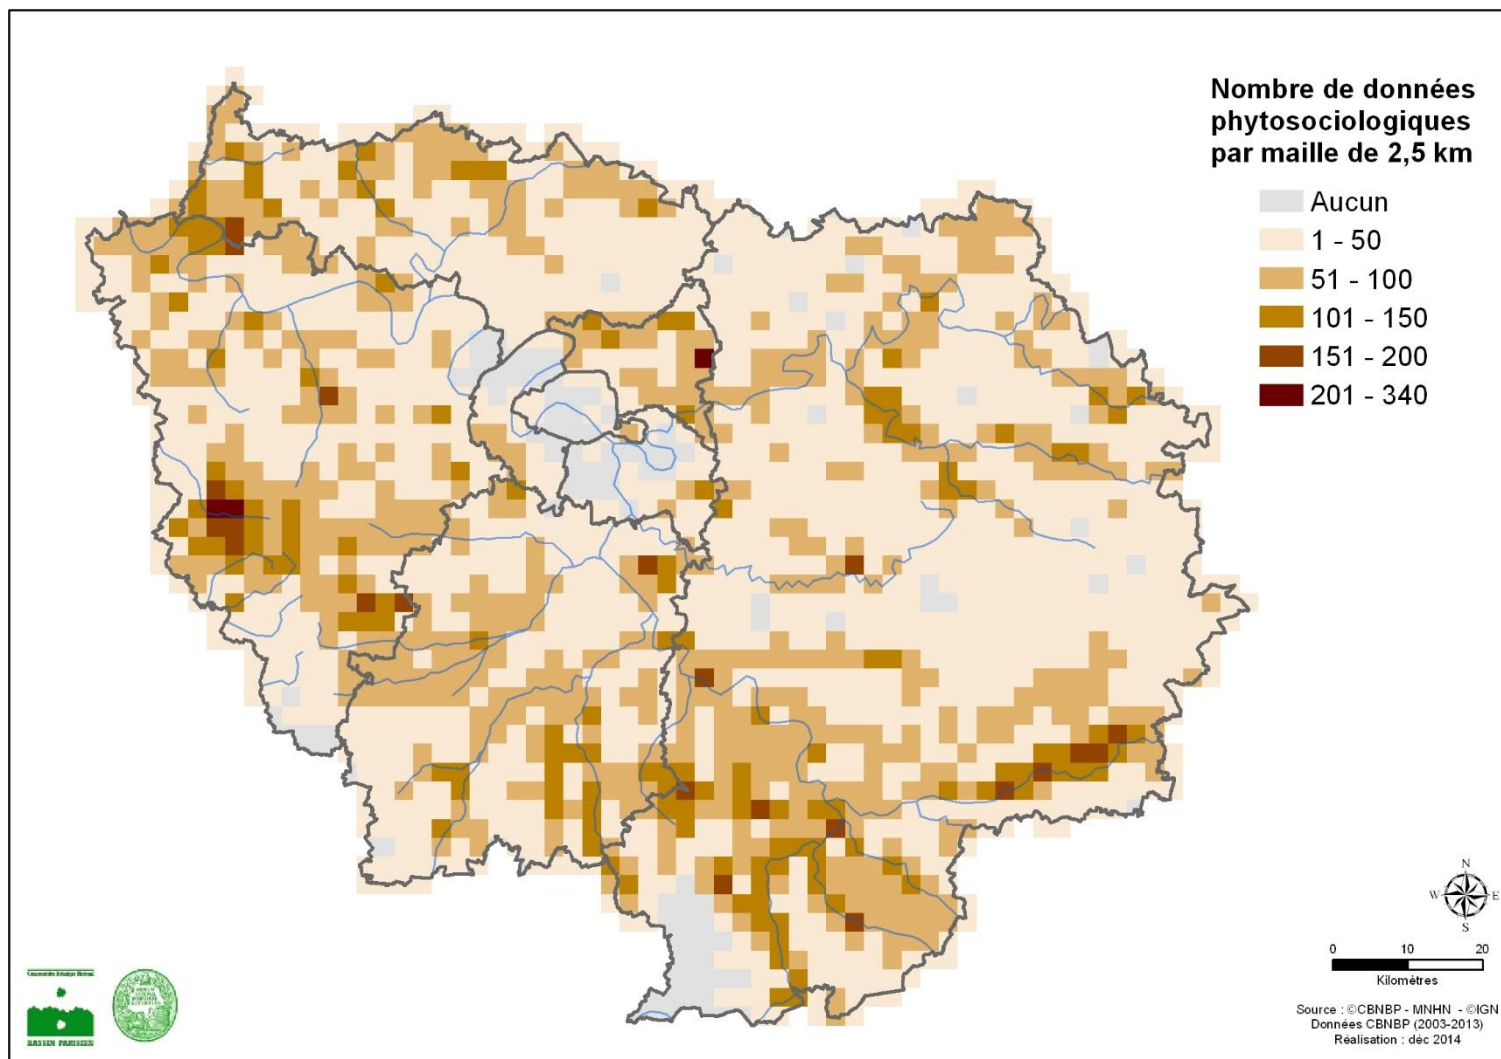 Nombre de données
phytosociologiques
par maille de 2,5 km
Aucun
1 - 50
51 - 100
101 - 150
151 - 200
201 - 340
N
W E
S
0 10 20
Kilomètres
Source : ©CBNBP - MNHN - ©IGN
Données CBNBP (2003-2013)
Réalisation : déc 2014
BASSIN PARISIEN